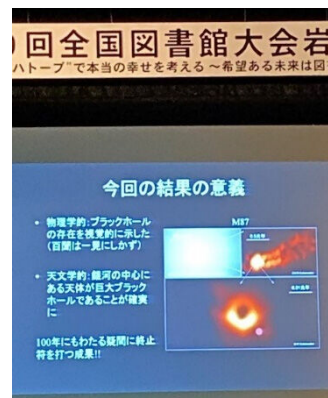 回全国図書館大会岩
ハトーブ”で本当の幸せを考える ~希望ある未来は図
今回の結果の意義
• 物理学的:ブラックホール
の存在を視覚的に示した
(百聞は一見にしかず)
• 天文学的:銀河の中心に
ある天体が巨大ブラック
ホールであることが確実
に
100年にわたる疑問に終止
符を打つ成果!!
M87